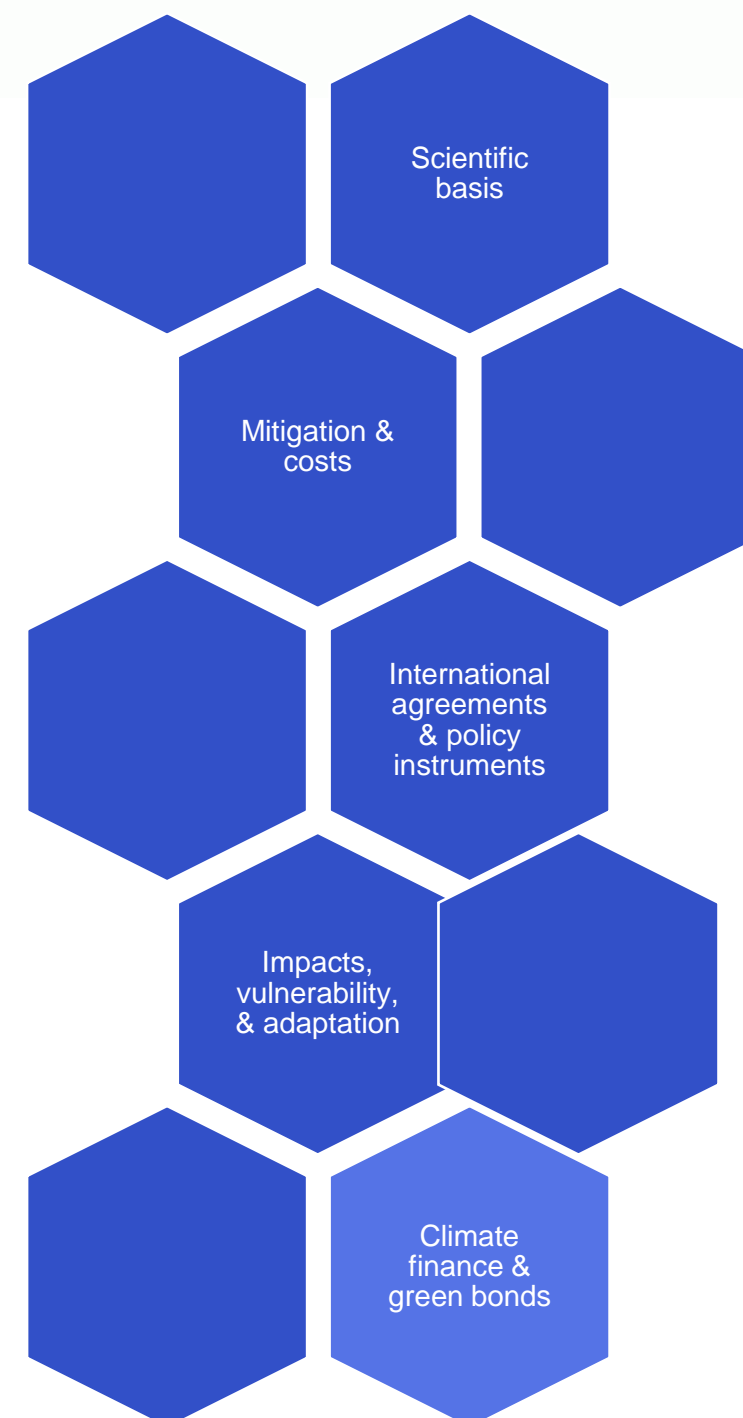 Scientific
basis
Mitigation &
costs
International
agreements
& policy
instruments
Impacts,
vulnerability,
& adaptation
Climate
finance &
green bonds